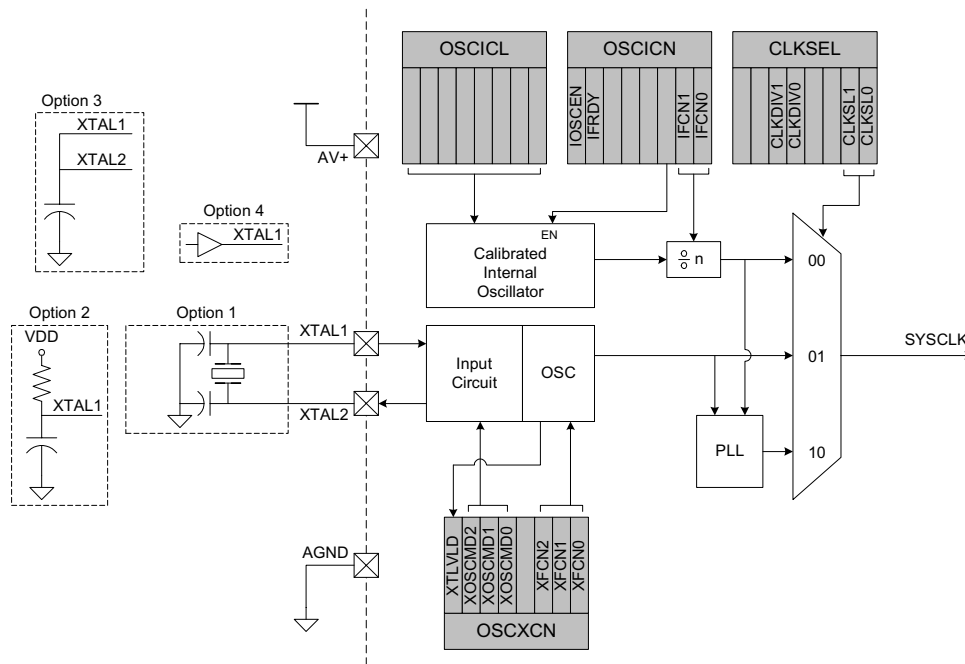 OSCICL
OSCICN
CLKSEL
IOSCEN
IFRDY
IFCN1
IFCN0
CLKDIV1
CLKDIV0
CLKSL1
CLKSL0
Option 3
XTAL1
XTAL2
AV+
Option 4
XTAL1
EN
Calibrated
Internal
Oscillator
n
00
Option 2
VDD
XTAL1
Option 1
XTAL1
XTAL2
Input
Circuit
OSC
01
SYSCLK
PLL
10
AGND
XTLVLD
XOSCMD2
XOSCMD1
XOSCMD0
XFCN2
XFCN1
XFCN0
OSCXCN